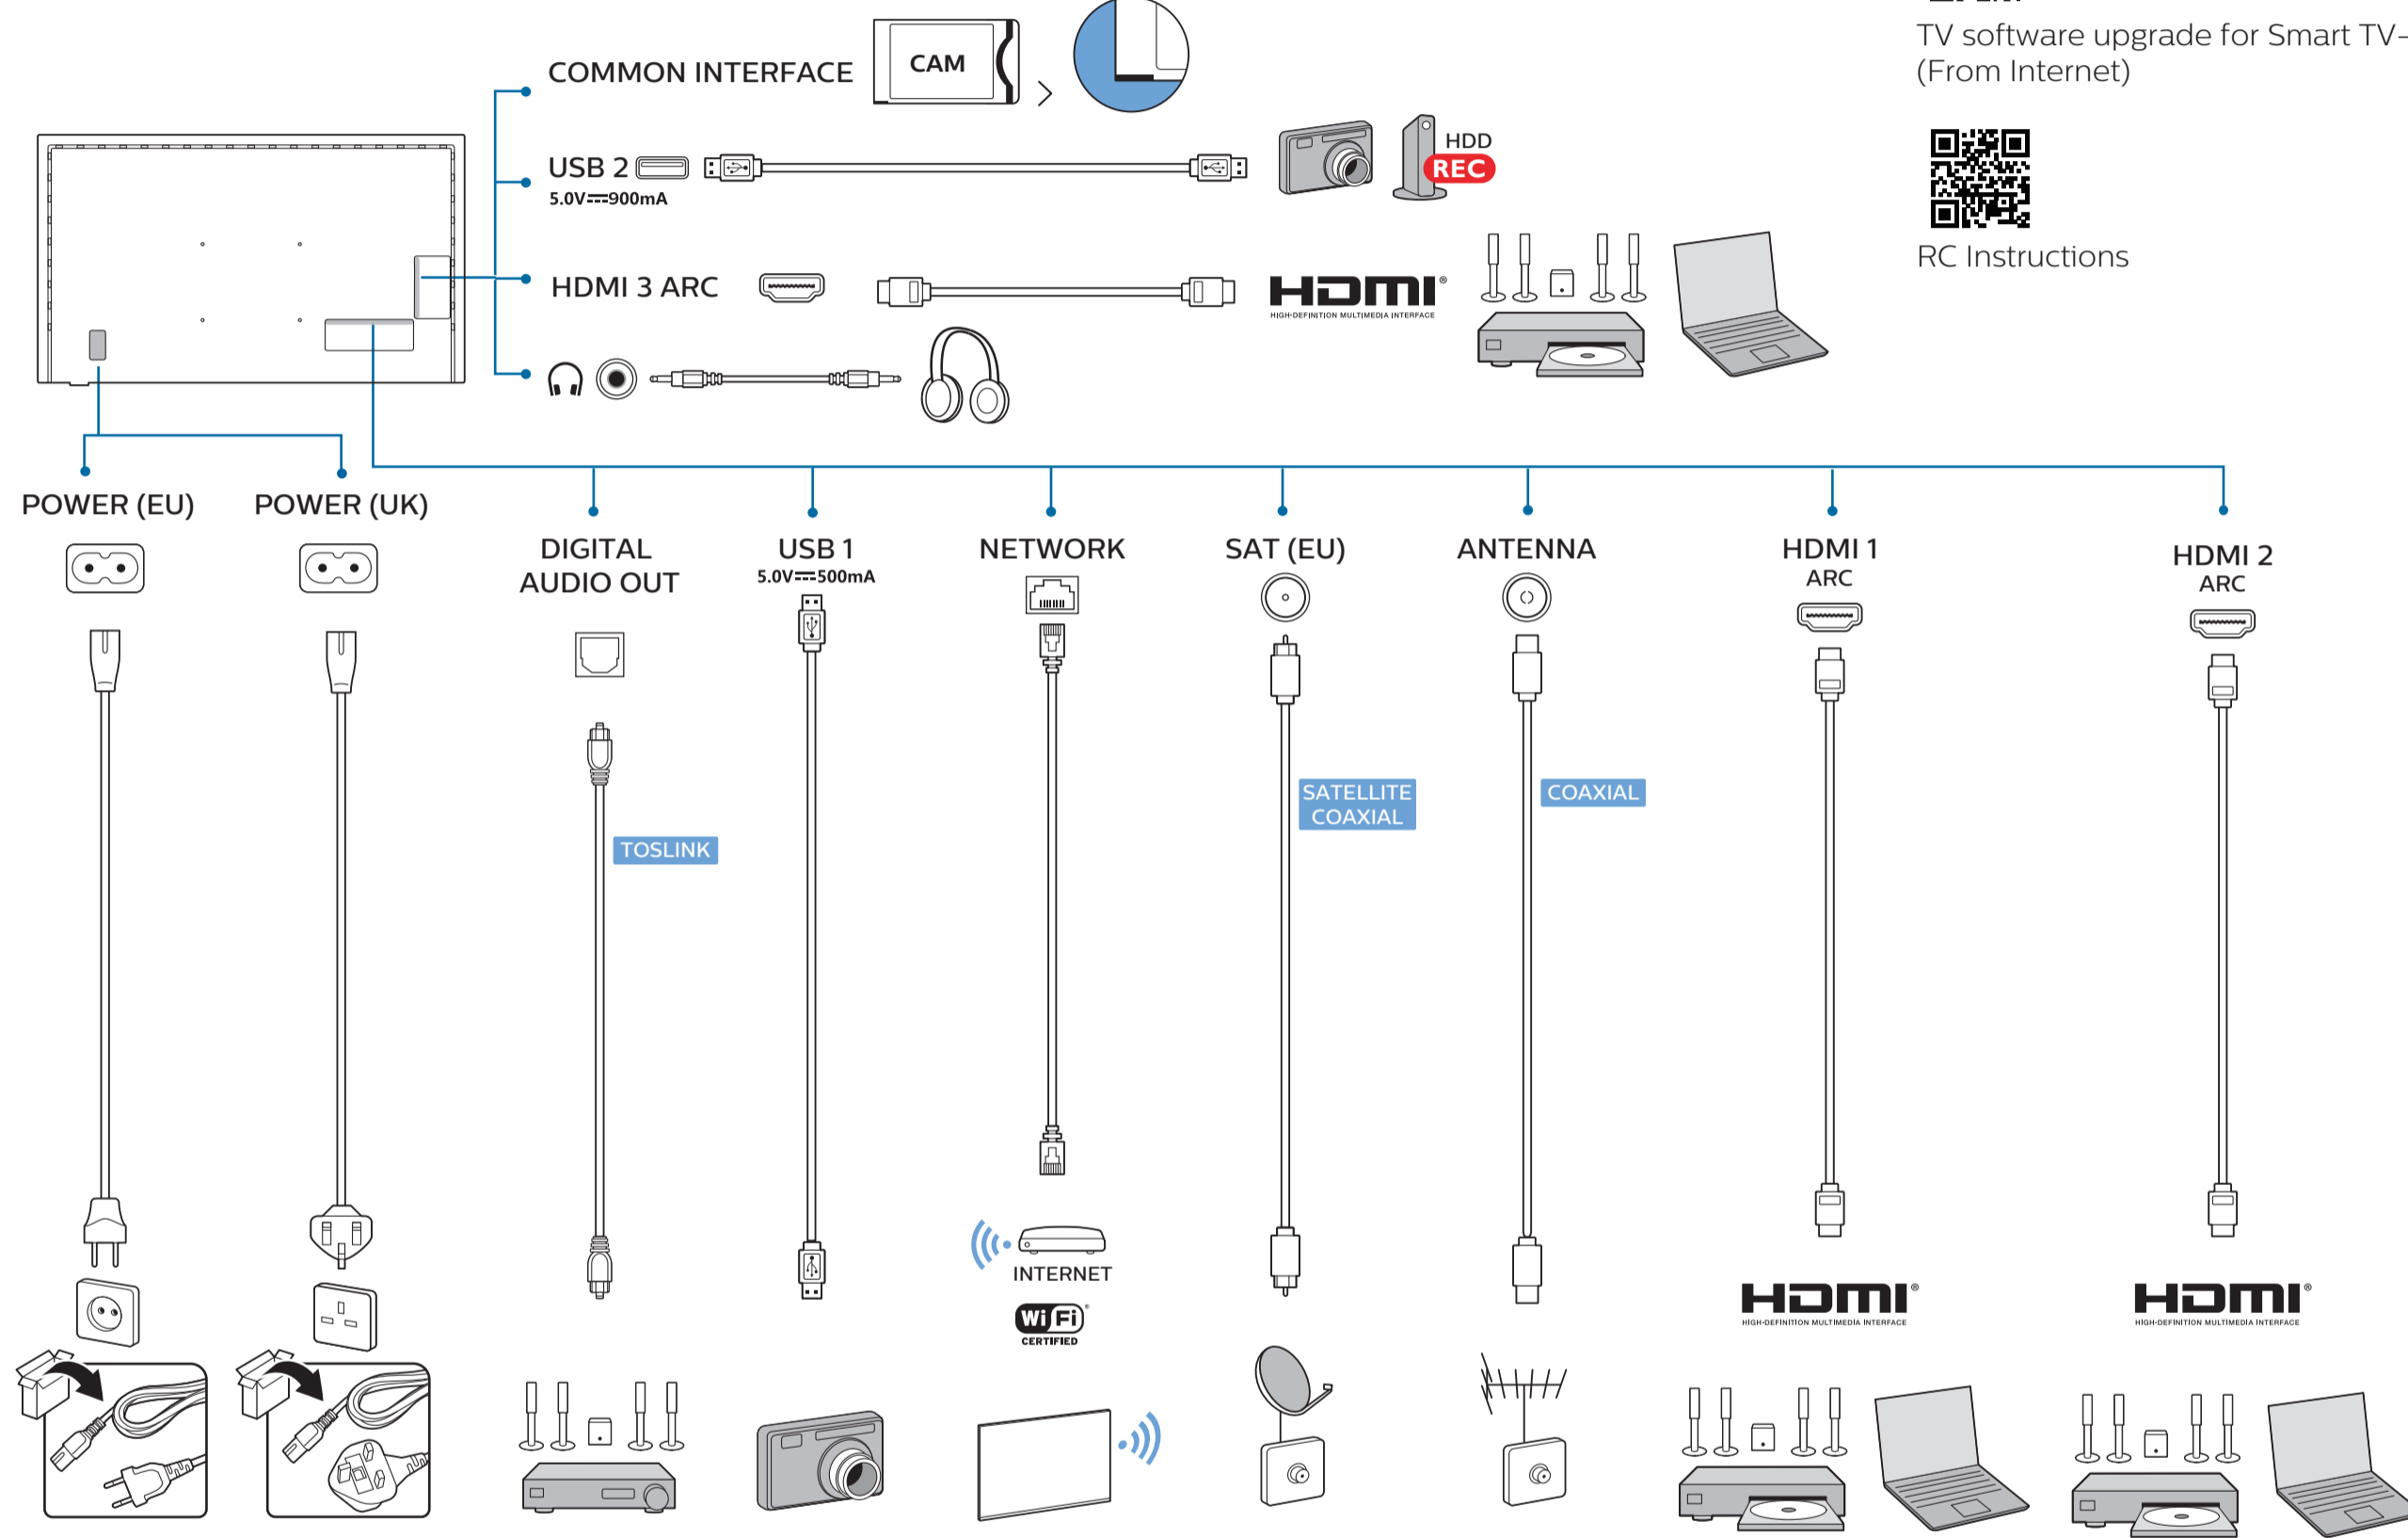 TV software upgrade for Smart TV-
(From Internet)
RC Instructions
COMMON INTERFACE
CAM
USB 2
5.0V⎓900mA
HDD
REC
HDMI 3 ARC
HDMI®
HIGH-DEFINITION MULTIMEDIA INTERFACE
POWER (EU)
POWER (UK)
DIGITAL
AUDIO OUT
USB 1
5.0V⎓500mA
NETWORK
SAT (EU)
ANTENNA
HDMI 1
ARC
HDMI 2
ARC
TOSLINK
SATELLITE
COAXIAL
COAXIAL
INTERNET
WiFi®
CERTIFIED
HDMI®
HIGH-DEFINITION MULTIMEDIA INTERFACE
HDMI®
HIGH-DEFINITION MULTIMEDIA INTERFACE